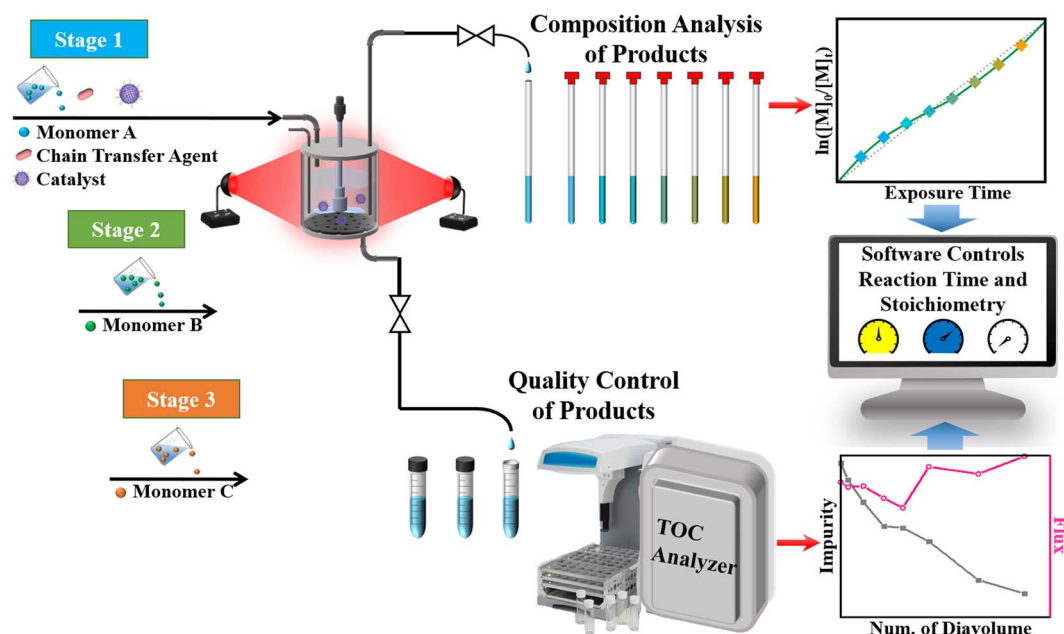 Stage 1
Monomer A
Chain Transfer Agent
Catalyst
Stage 2
Monomer B
Stage 3
Monomer C
Composition Analysis
of Products
ln([M]₀/[M]ₜ)
Exposure Time
Software Controls
Reaction Time and
Stoichiometry
Quality Control
of Products
TOC
Analyzer
Impurity
Flux
Num. of Diavolume